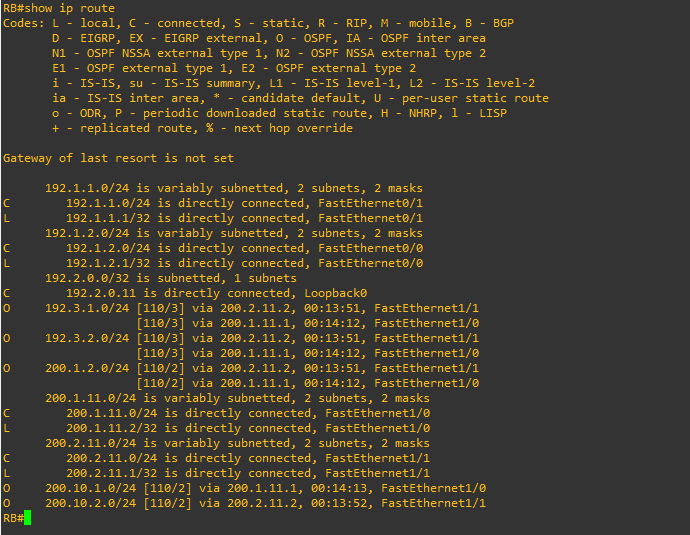 RB#show ip route
Codes: L - local, C - connected, S - static, R - RIP, M - mobile, B - BGP
       D - EIGRP, EX - EIGRP external, O - OSPF, IA - OSPF inter area
       N1 - OSPF NSSA external type 1, N2 - OSPF NSSA external type 2
       E1 - OSPF external type 1, E2 - OSPF external type 2
       i - IS-IS, su - IS-IS summary, L1 - IS-IS level-1, L2 - IS-IS level-2
       ia - IS-IS inter area, * - candidate default, U - per-user static route
       o - ODR, P - periodic downloaded static route, H - NHRP, l - LISP
       + - replicated route, % - next hop override

Gateway of last resort is not set

      192.1.1.0/24 is variably subnetted, 2 subnets, 2 masks
C        192.1.1.0/24 is directly connected, FastEthernet0/1
L        192.1.1.1/32 is directly connected, FastEthernet0/1
      192.1.2.0/24 is variably subnetted, 2 subnets, 2 masks
C        192.1.2.0/24 is directly connected, FastEthernet0/0
L        192.1.2.1/32 is directly connected, FastEthernet0/0
      192.2.0.0/32 is subnetted, 1 subnets
C        192.2.0.11 is directly connected, Loopback0
O     192.3.1.0/24 [110/3] via 200.2.11.2, 00:13:51, FastEthernet1/1
                   [110/3] via 200.1.11.1, 00:14:12, FastEthernet1/0
O     192.3.2.0/24 [110/3] via 200.2.11.2, 00:13:51, FastEthernet1/1
                   [110/3] via 200.1.11.1, 00:14:12, FastEthernet1/0
O     200.1.2.0/24 [110/2] via 200.2.11.2, 00:13:51, FastEthernet1/1
                   [110/2] via 200.1.11.1, 00:14:12, FastEthernet1/0
      200.1.11.0/24 is variably subnetted, 2 subnets, 2 masks
C        200.1.11.0/24 is directly connected, FastEthernet1/0
L        200.1.11.2/32 is directly connected, FastEthernet1/0
      200.2.11.0/24 is variably subnetted, 2 subnets, 2 masks
C        200.2.11.0/24 is directly connected, FastEthernet1/1
L        200.2.11.1/32 is directly connected, FastEthernet1/1
O     200.10.1.0/24 [110/2] via 200.1.11.1, 00:14:13, FastEthernet1/0
O     200.10.2.0/24 [110/2] via 200.2.11.2, 00:13:52, FastEthernet1/1
RB#